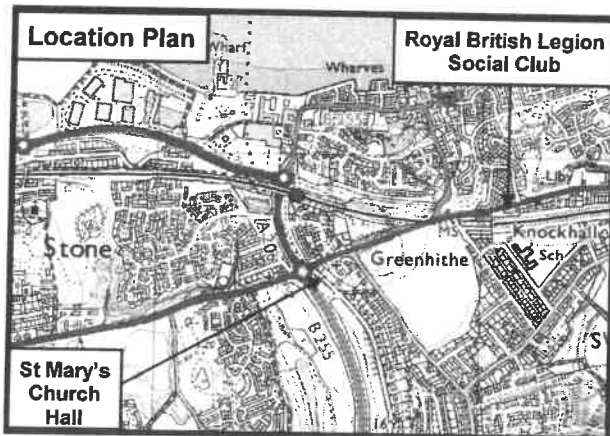 Location Plan
Royal British Legion
Social Club
Wharf
Wharves
Liby
MS
Knockhall
Stone
Greenhithe
Sch
B 255
S
St Mary's
Church
Hall